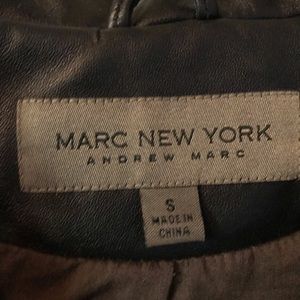 MARC NEW YORK
ANDREW MARC
S
MADE IN
CHINA